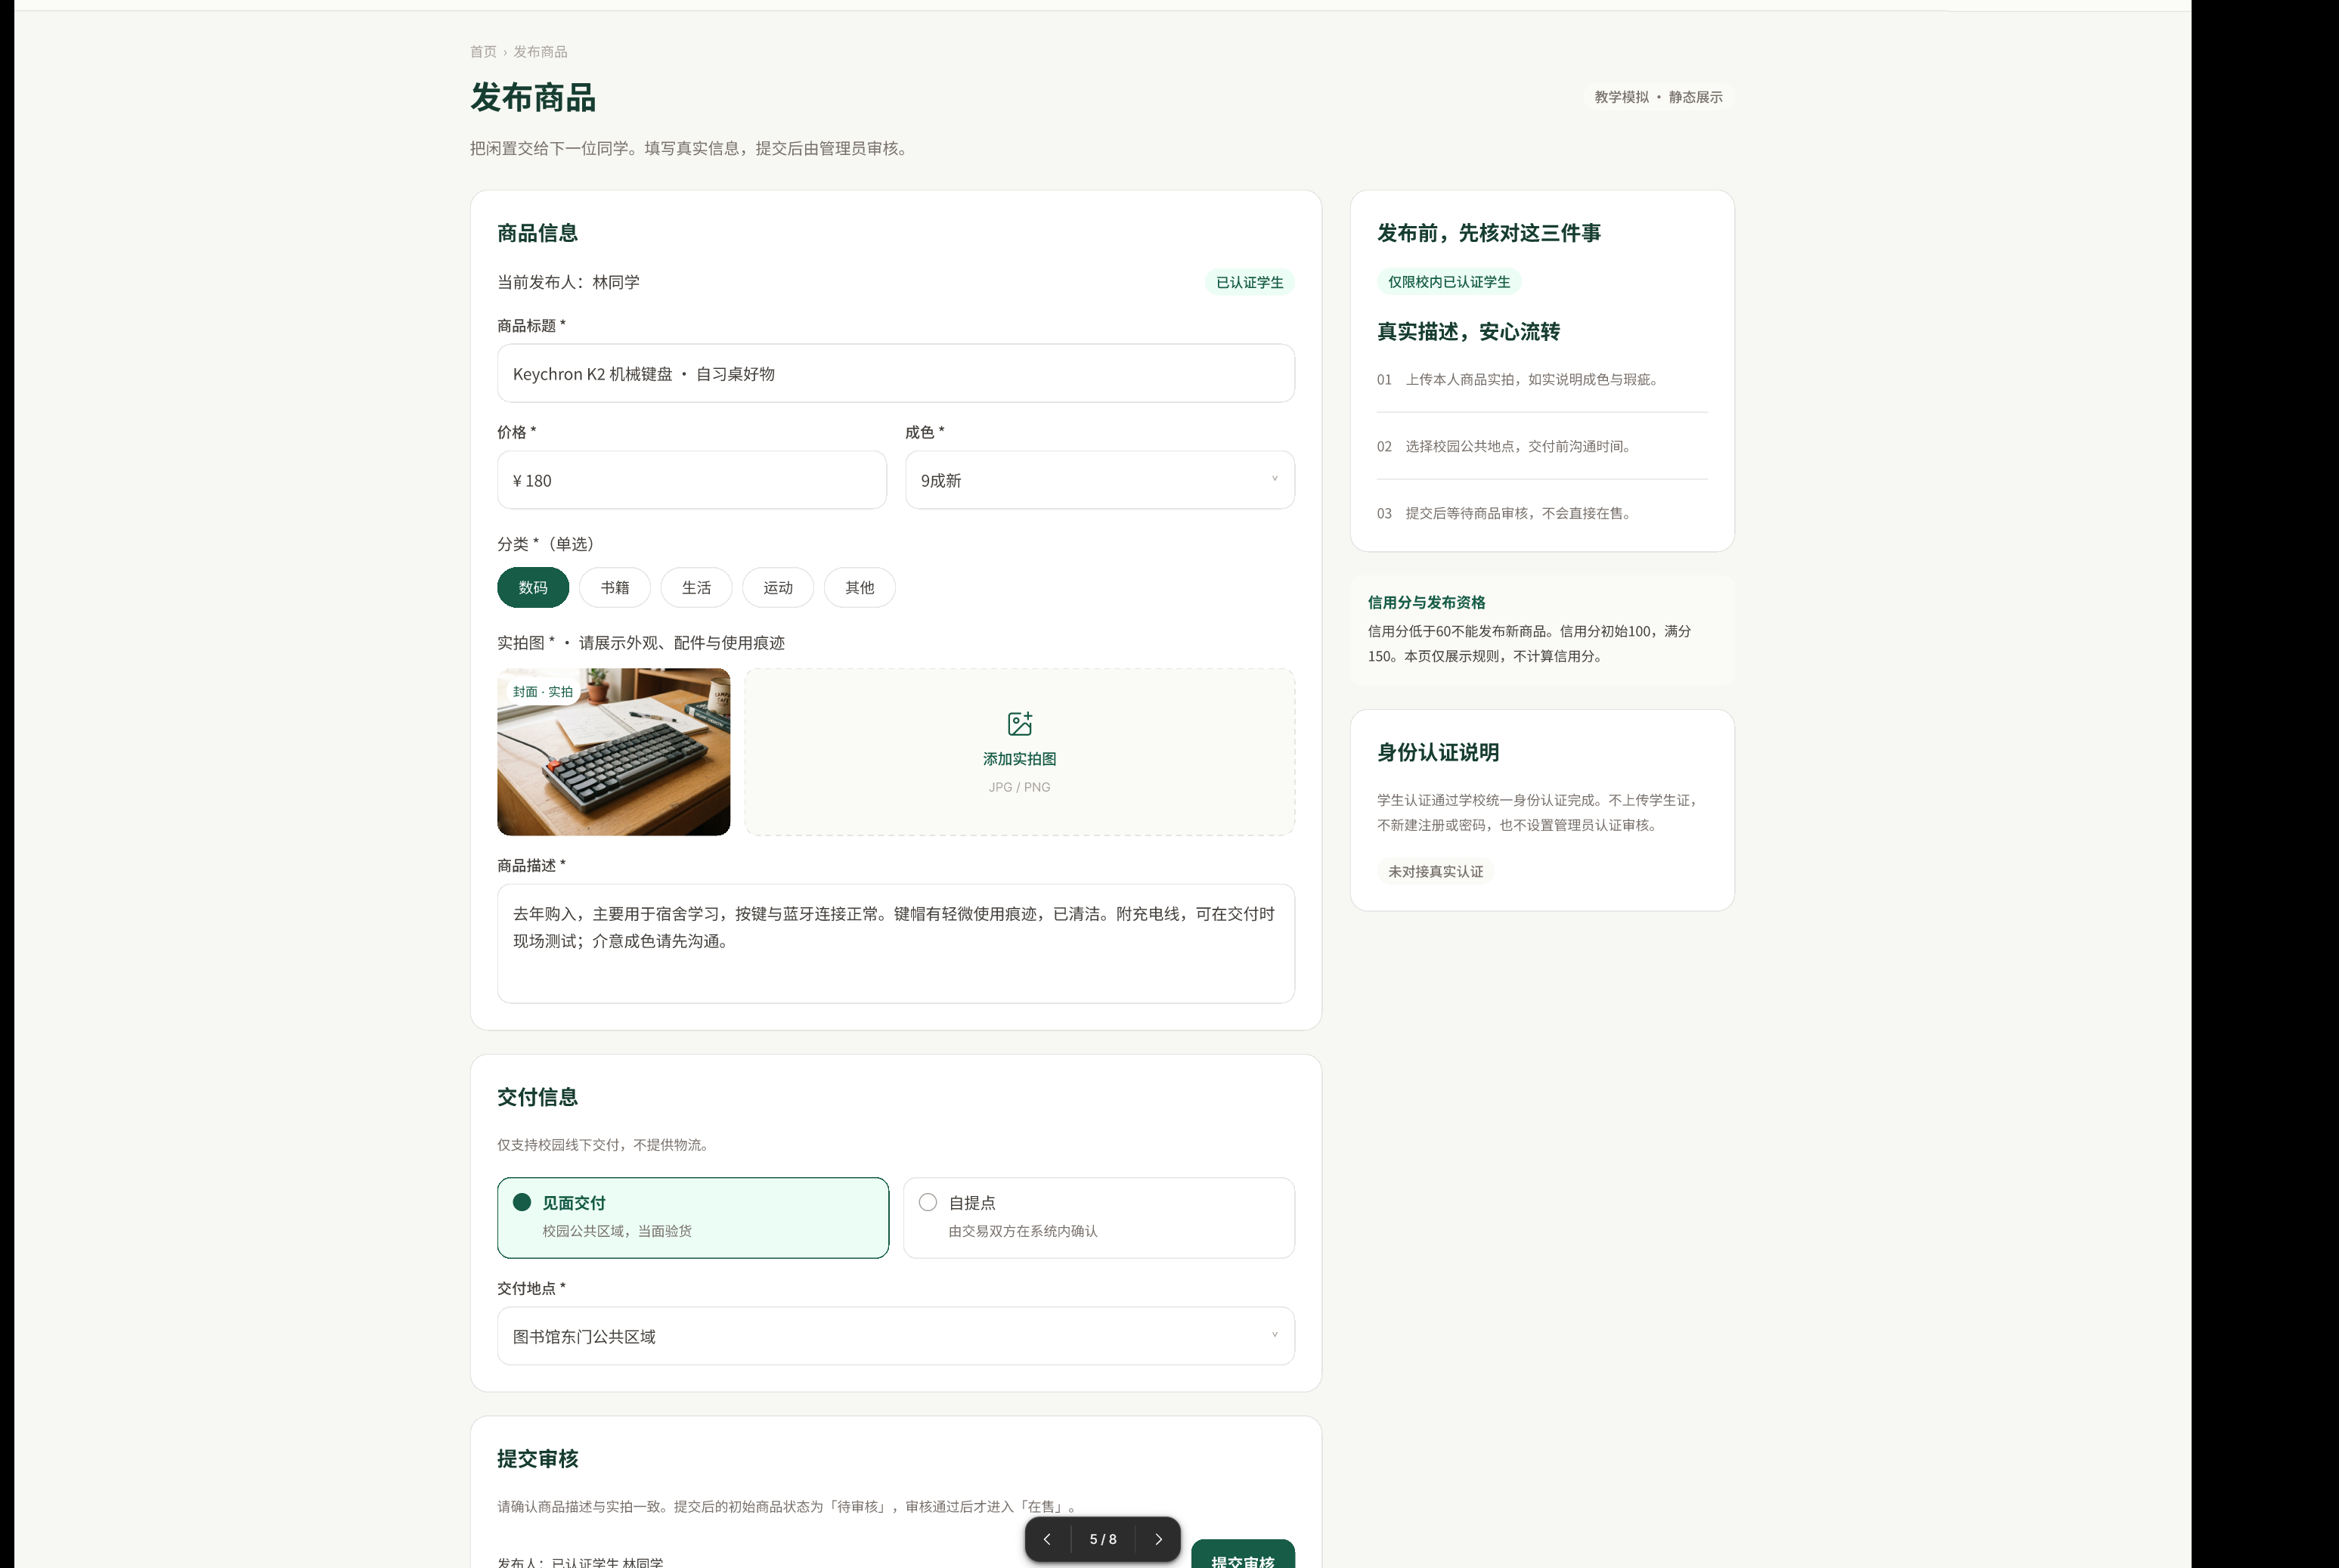 首页 › 发布商品
发布商品
教学模拟 · 静态展示
把闲置交给下一位同学。填写真实信息，提交后由管理员审核。
商品信息
当前发布人：林同学
已认证学生
商品标题 *
Keychron K2 机械键盘 · 自习桌好物
价格 *
成色 *
¥ 180
9成新
分类 *（单选）
数码
书籍
生活
运动
其他
实拍图 * · 请展示外观、配件与使用痕迹
封面 · 实拍
添加实拍图
JPG / PNG
商品描述 *
去年购入，主要用于宿舍学习，按键与蓝牙连接正常。键帽有轻微使用痕迹，已清洁。附充电线，可在交付时
现场测试；介意成色请先沟通。
交付信息
仅支持校园线下交付，不提供物流。
见面交付
校园公共区域，当面验货
自提点
由交易双方在系统内确认
交付地点 *
图书馆东门公共区域
提交审核
请确认商品描述与实拍一致。提交后的初始商品状态为「待审核」，审核通过后才进入「在售」。
发布人：已认证学生 林同学
提交审核
5 / 8
发布前，先核对这三件事
仅限校内已认证学生
真实描述，安心流转
01 上传本人商品实拍，如实说明成色与瑕疵。
02 选择校园公共地点，交付前沟通时间。
03 提交后等待商品审核，不会直接在售。
信用分与发布资格
信用分低于60不能发布新商品。信用分初始100，满分
150。本页仅展示规则，不计算信用分。
身份认证说明
学生认证通过学校统一身份认证完成。不上传学生证，
不新建注册或密码，也不设置管理员认证审核。
未对接真实认证